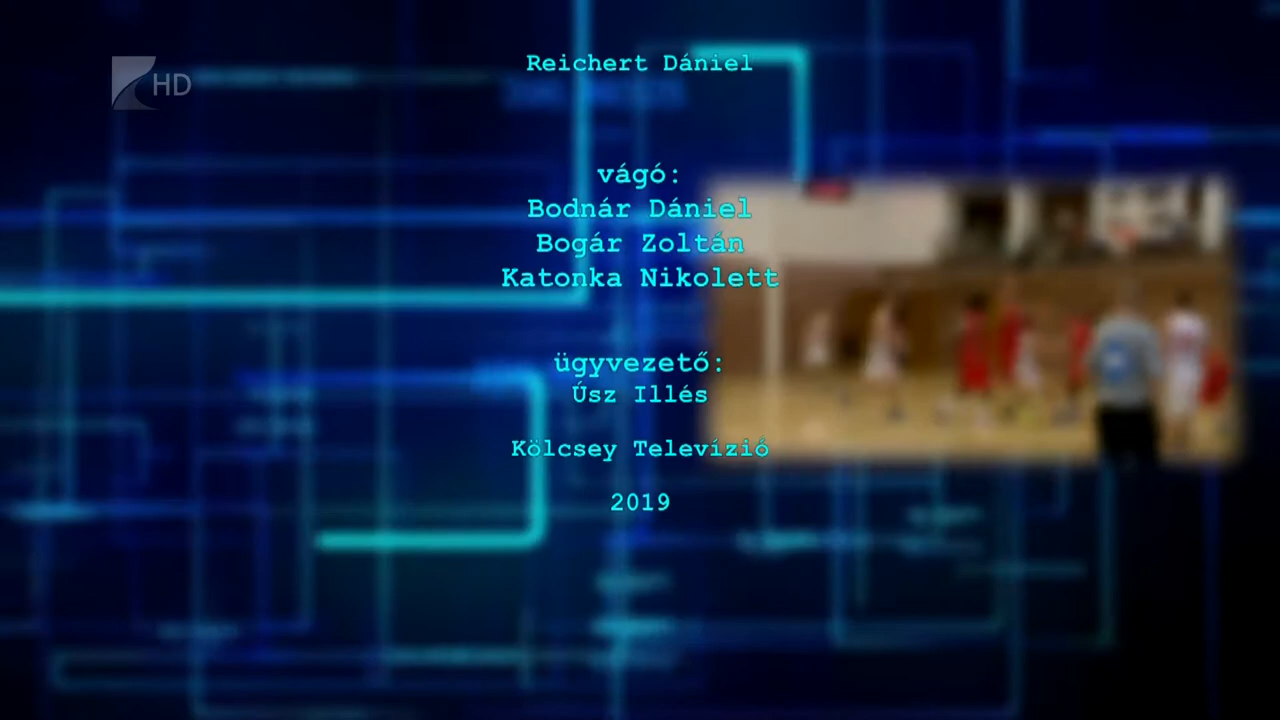 HD
Reichert Dániel
vágó:
Bodnár Dániel
Bogár Zoltán
Katonka Nikolett
ügyvezető:
Úsz Illés
Kölcsey Televízió
2019